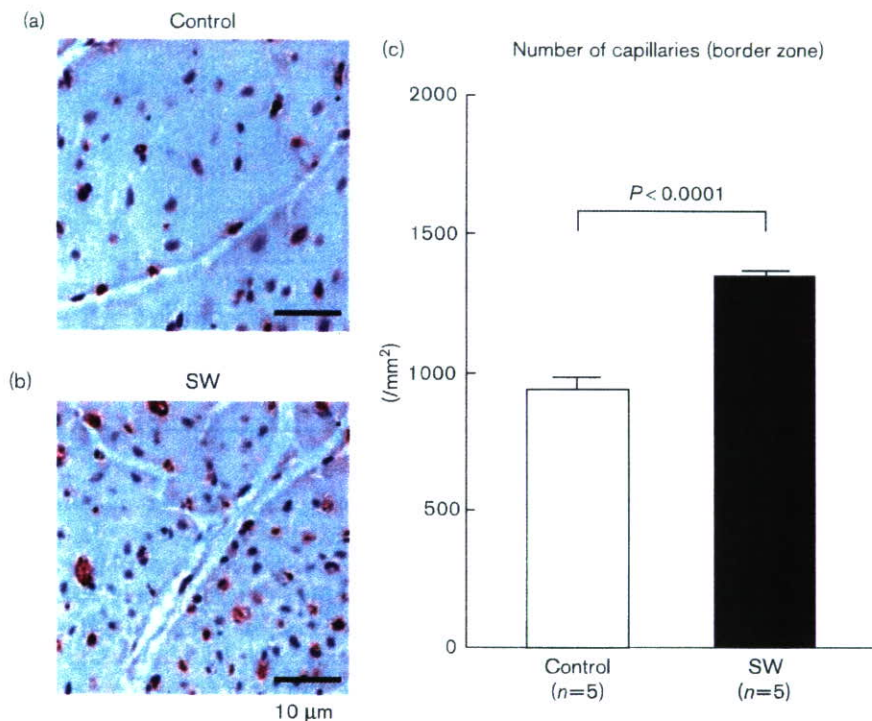 (a)
Control
(b)
SW
10 μm
(c)
Number of capillaries (border zone)
2000
P < 0.0001
1500
1000
(/mm²)
500
0
Control
SW
(n=5)
(n=5)